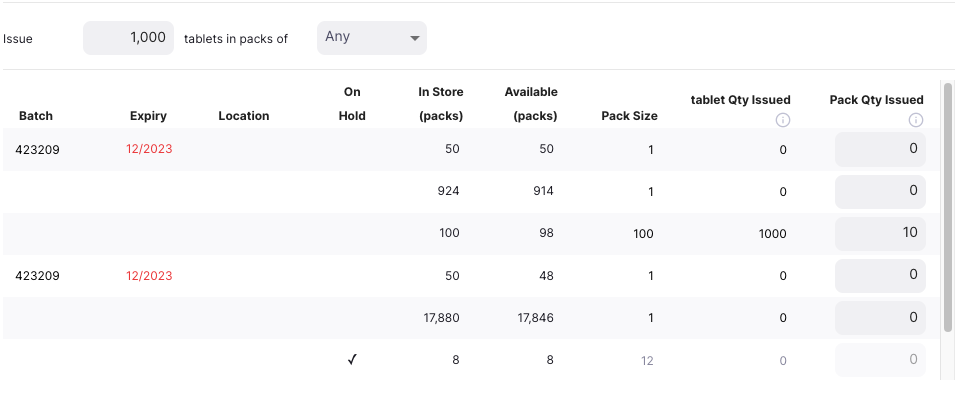 Issue 1,000 tablets in packs of Any
On In Store Available
Batch Expiry Location Hold (packs) (packs) Pack Size tablet Qty Issued Pack Qty Issued
423209 12/2023 50 50 1 0 0
924 914 1 0 0
100 98 100 1000 10
423209 12/2023 50 48 1 0 0
17,880 17,846 1 0 0
✓ 8 8 12 0 0